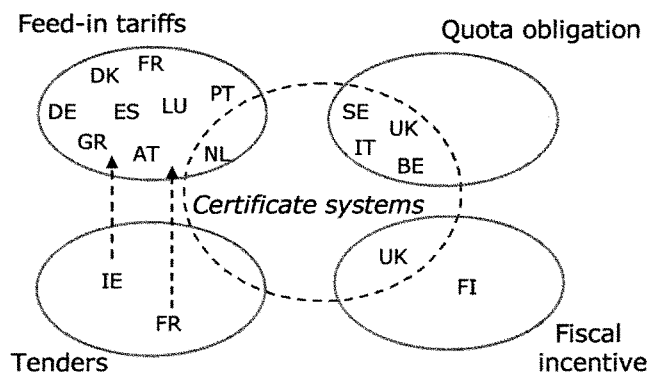 Feed-in tariffs
Quota obligation
FR
DK
PT
DE
ES
LU
SE
UK
GR
AT
NL
IT
BE
Certificate systems
UK
IE
FI
FR
Tenders
Fiscal
incentive